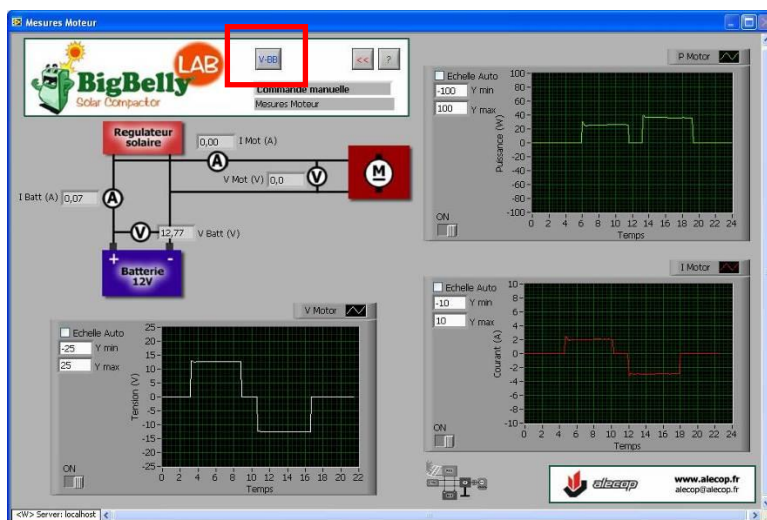 Mesures Moteur
BigBelly LAB
Solar Compactor
V-BB
<<
?
Commande manuelle
Mesures Moteur
Regulateur
solaire
0,00 I Mot (A)
A
V Mot (V) 0,0
V
M
I Batt (A) 0,07
A
V
12,77 V Batt (V)
+ -
Batterie
12V
P Motor
Echelle Auto
-100 Y min
100 Y max
ON
Puissance (W)
100
80
60
40
20
0
-20
-40
-60
-80
-100
0 2 4 6 8 10 12 14 16 18 20 22 24
Temps
I Motor
Echelle Auto
-10 Y min
10 Y max
ON
Courant (A)
10
8
6
4
2
0
-2
-4
-6
-8
-10
0 2 4 6 8 10 12 14 16 18 20 22 24
Temps
V Motor
Echelle Auto
-25 Y min
25 Y max
ON
Tension (V)
25
20
15
10
5
0
-5
-10
-15
-20
-25
0 2 4 6 8 10 12 14 16 18 20 22
Temps
alecop
www.alecop.fr
alecop@alecop.fr
<W> Server: localhost